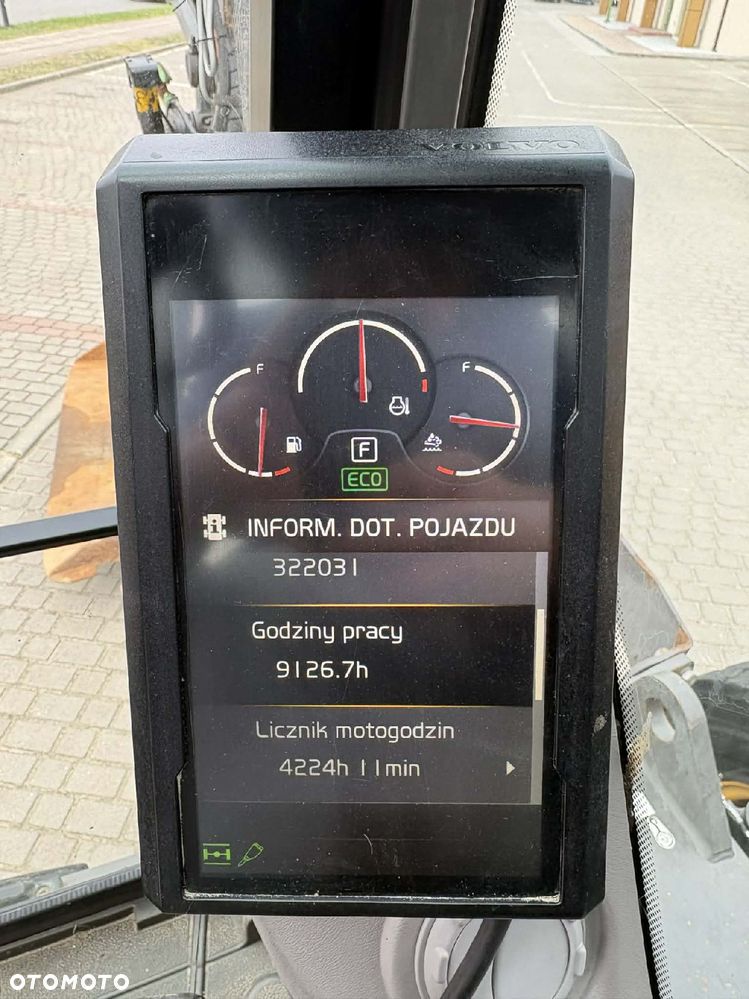 VOLVO
F
F
F
ECO
INFORM. DOT. POJAZDU
322031
Godziny pracy
9126.7h
Licznik motogodzin
4224h 11min
OTOMOTO